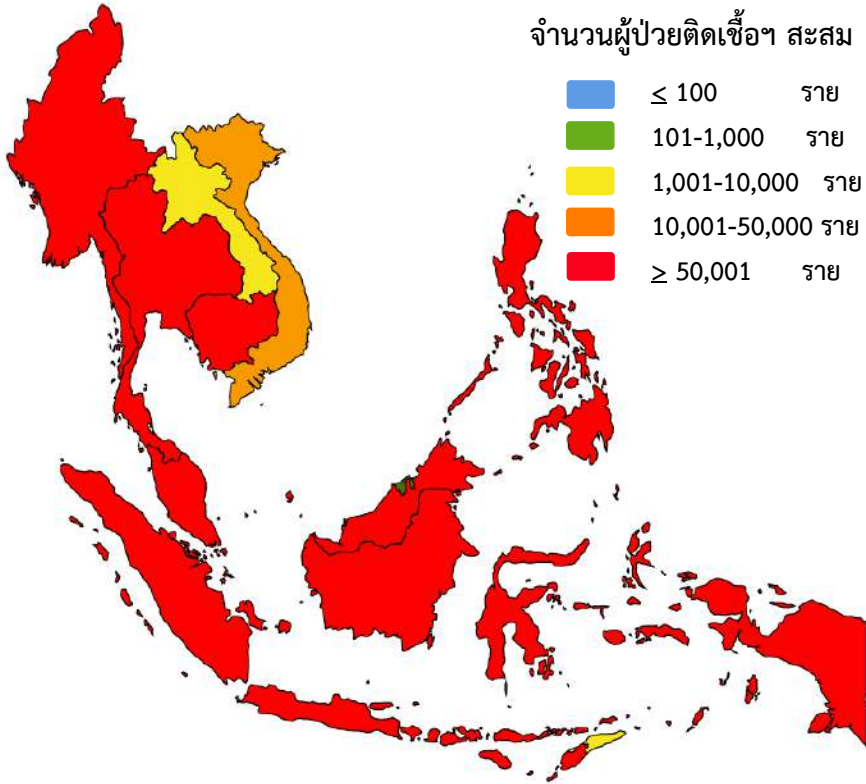 จำนวนผู้ป่วยติดเชื้อฯ สะสม
≤ 100 ราย
101-1,000 ราย
1,001-10,000 ราย
10,001-50,000 ราย
≥ 50,001 ราย